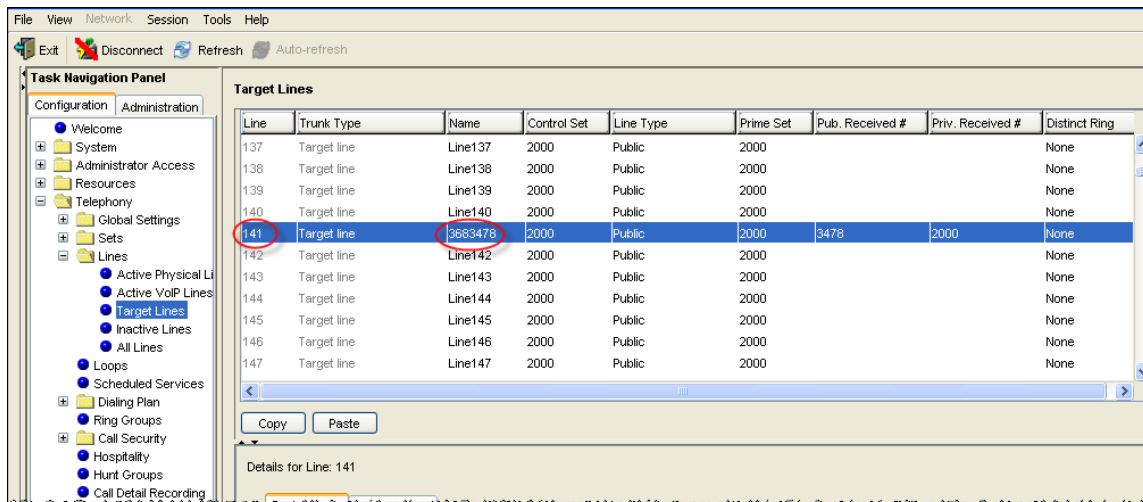 File View Network Session Tools Help
Exit Disconnect Refresh Auto-refresh
Task Navigation Panel
Configuration Administration
Welcome
System
Administrator Access
Resources
Telephony
Global Settings
Sets
Lines
Active Physical Li
Active VoIP Lines
Target Lines
Inactive Lines
All Lines
Loops
Scheduled Services
Dialing Plan
Ring Groups
Call Security
Hospitality
Hunt Groups
Call Detail Recording
Target Lines
Line Trunk Type Name Control Set Line Type Prime Set Pub. Received # Priv. Received # Distinct Ring
137 Target line Line137 2000 Public 2000 None
138 Target line Line138 2000 Public 2000 None
139 Target line Line139 2000 Public 2000 None
140 Target line Line140 2000 Public 2000 None
141 Target line 3683478 2000 Public 2000 3478 2000 None
142 Target line Line142 2000 Public 2000 None
143 Target line Line143 2000 Public 2000 None
144 Target line Line144 2000 Public 2000 None
145 Target line Line145 2000 Public 2000 None
146 Target line Line146 2000 Public 2000 None
147 Target line Line147 2000 Public 2000 None
Copy Paste
Details for Line: 141